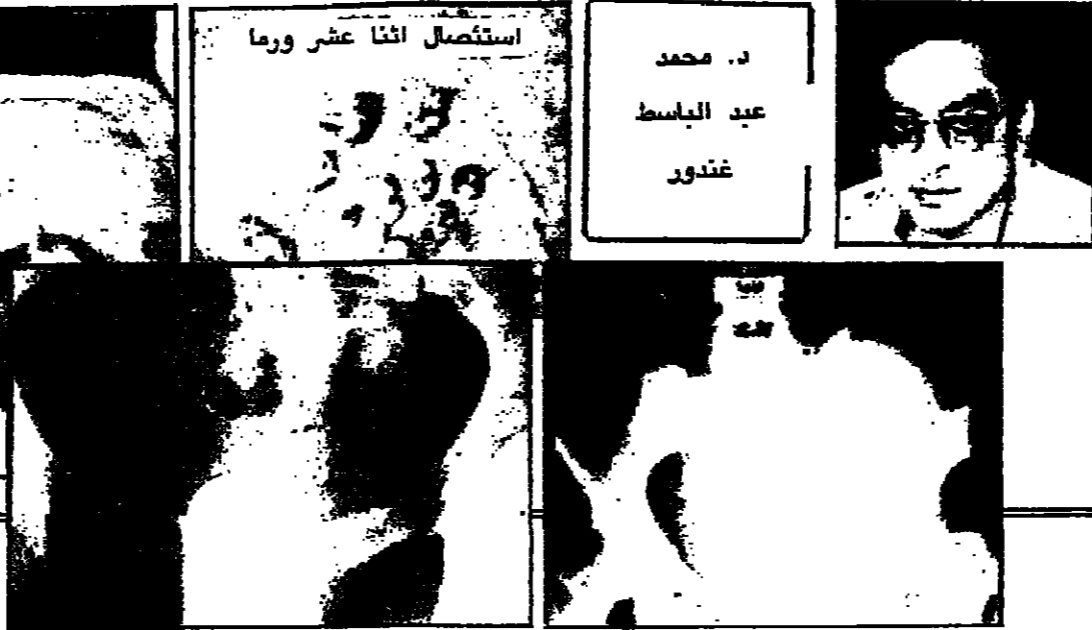 د. محمد
عبد الباسط
غندور
استئصال اثنا عشر ورما